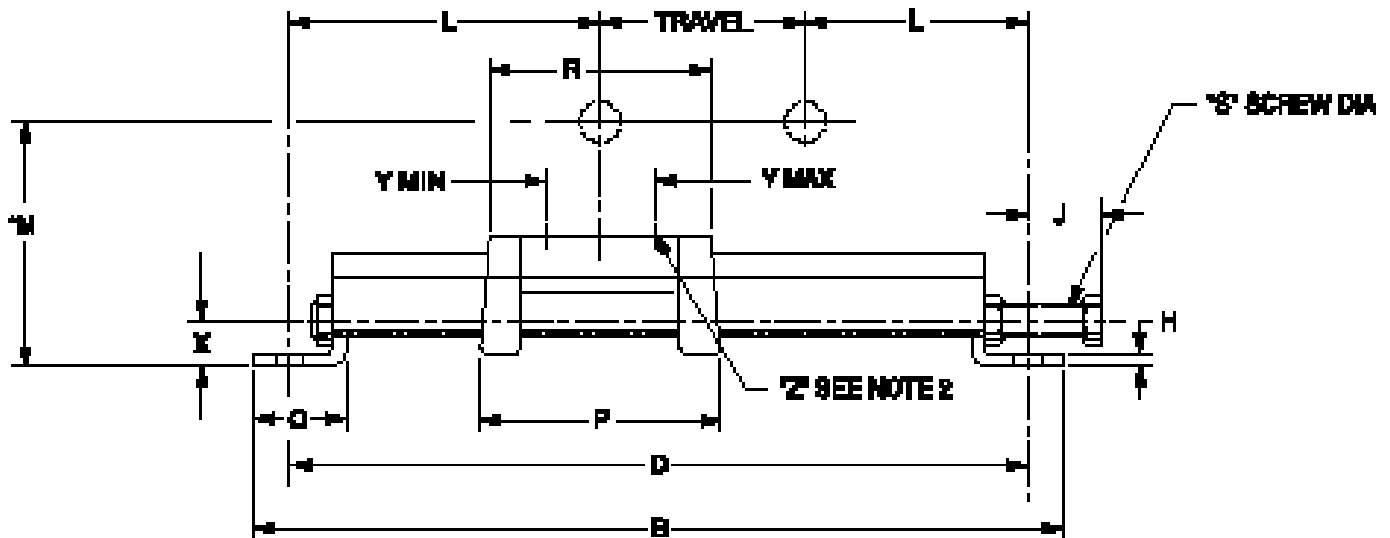 L TRAVEL L
R
"S" SCREW DIA
Y MIN Y MAX
J
K
H
"Z" SEE NOTE 2
P
D
B